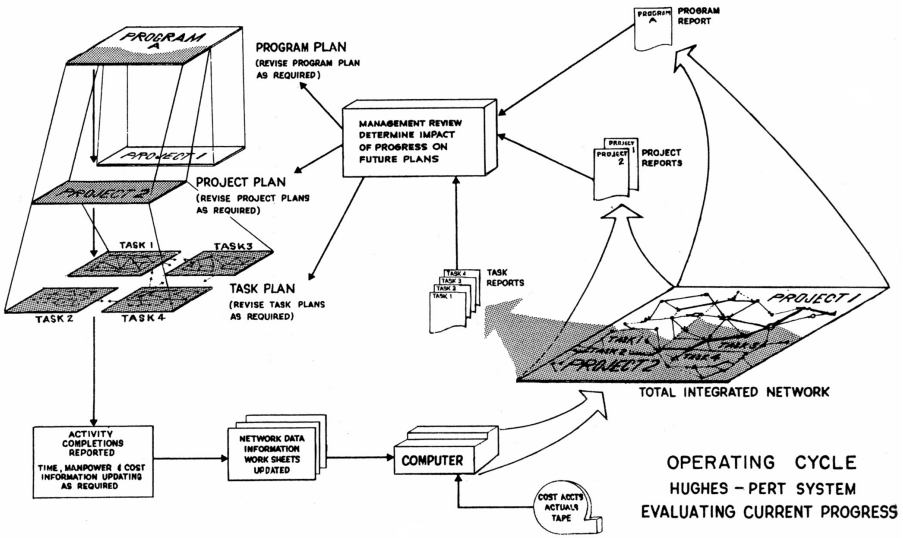 PROGRAM
A
PROJECT 1
PROJECT 2
TASK 1
TASK 3
TASK 2
TASK 4
PROGRAM PLAN
(REVISE PROGRAM PLAN
AS REQUIRED)
PROJECT PLAN
(REVISE PROJECT PLANS
AS REQUIRED)
TASK PLAN
(REVISE TASK PLANS
AS REQUIRED)
MANAGEMENT REVIEW
DETERMINE IMPACT
OF PROGRESS ON
FUTURE PLANS
PROGRAM
A
PROGRAM
REPORT
PROJECT
1
PROJECT
2
PROJECT
REPORTS
TASK 4
TASK 3
TASK 2
TASK 1
TASK
REPORTS
PROJECT 1
TASK 1
TASK 3
TASK 2
TASK 4
PROJECT 2
TOTAL INTEGRATED NETWORK
ACTIVITY
COMPLETIONS
REPORTED
TIME, MANPOWER & COST
INFORMATION UPDATING
AS REQUIRED
NETWORK DATA
INFORMATION
WORK SHEETS
UPDATED
COMPUTER
COST ACCTS
ACTUALS
TAPE
OPERATING CYCLE
HUGHES - PERT SYSTEM
EVALUATING CURRENT PROGRESS